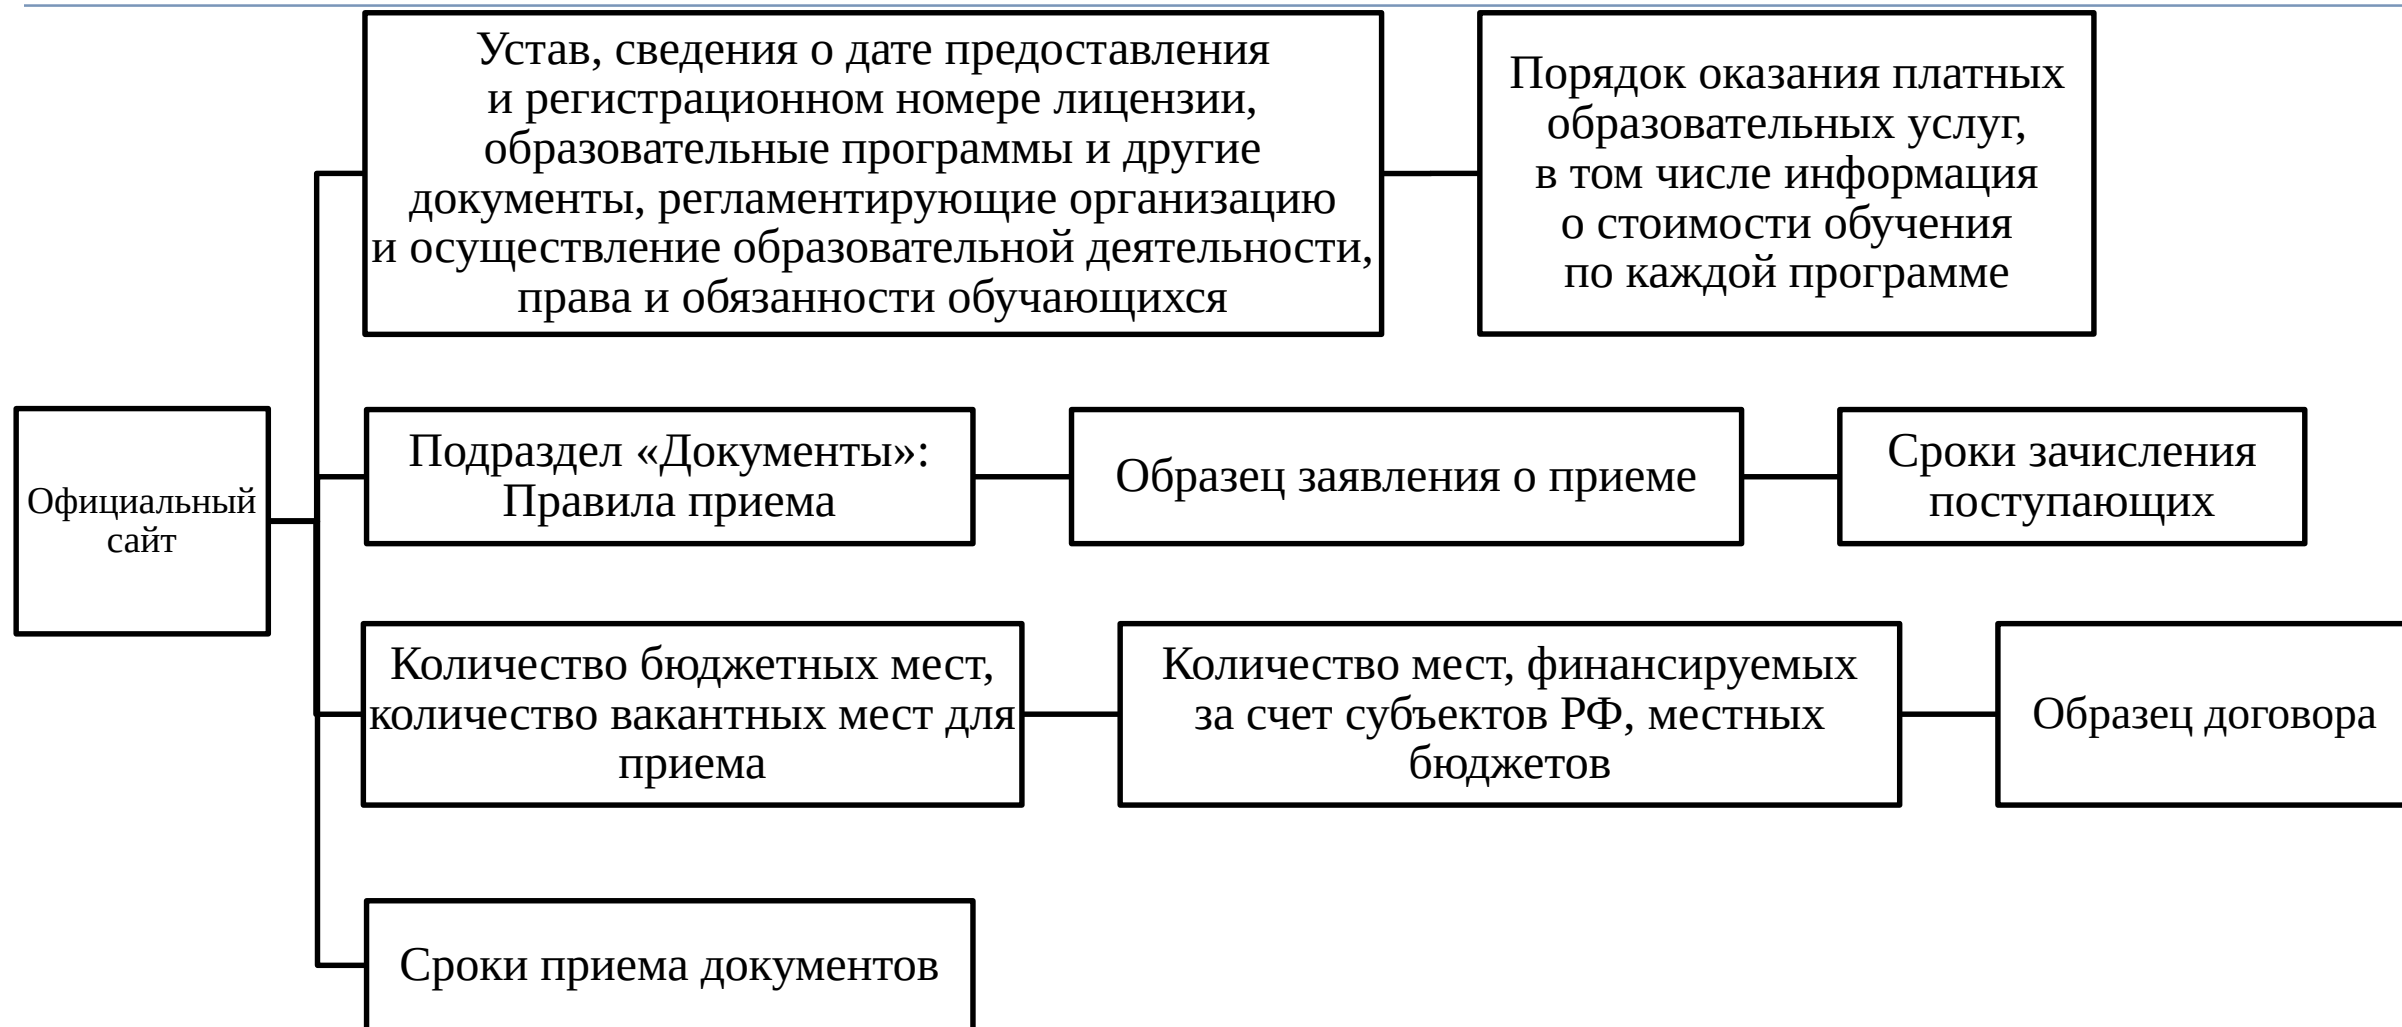 Устав, сведения о дате предоставления
и регистрационном номере лицензии,
образовательные программы и другие
документы, регламентирующие организацию
и осуществление образовательной деятельности,
права и обязанности обучающихся
Порядок оказания платных
образовательных услуг,
в том числе информация
о стоимости обучения
по каждой программе
Официальный
сайт
Подраздел «Документы»:
Правила приема
Образец заявления о приеме
Сроки зачисления
поступающих
Количество бюджетных мест,
количество вакантных мест для
приема
Количество мест, финансируемых
за счет субъектов РФ, местных
бюджетов
Образец договора
Сроки приема документов